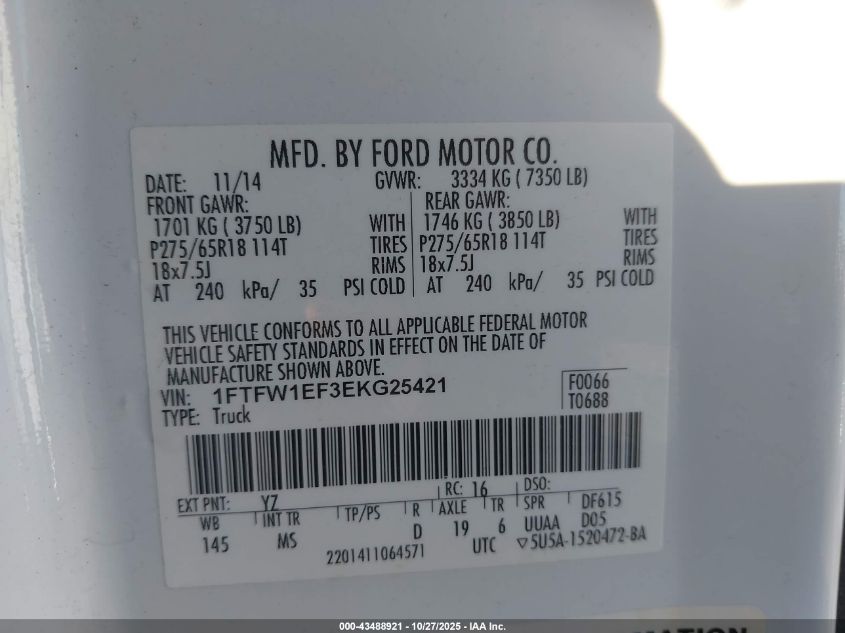 MFD. BY FORD MOTOR CO.
DATE: 11/14 GVWR: 3334 KG ( 7350 LB)
FRONT GAWR: REAR GAWR:
1701 KG ( 3750 LB) WITH 1746 KG ( 3850 LB) WITH
P275/65R18 114T TIRES P275/65R18 114T TIRES
18x7.5J RIMS 18x7.5J RIMS
AT 240 kPa/ 35 PSI COLD AT 240 kPa/ 35 PSI COLD
THIS VEHICLE CONFORMS TO ALL APPLICABLE FEDERAL MOTOR
VEHICLE SAFETY STANDARDS IN EFFECT ON THE DATE OF
MANUFACTURE SHOWN ABOVE.
VIN: 1FTFW1EF3EKG25421 F0066
TYPE: Truck T0688
EXT PNT: YZ RC: 16 DSO:
WB INT TR TP/PS R AXLE TR SPR DF615
145 MS D 19 6 UUAA D05
2201411064571 UTC ▽5U5A-1520472-BA
000-43488921 - 10/27/2025 - IAA Inc.